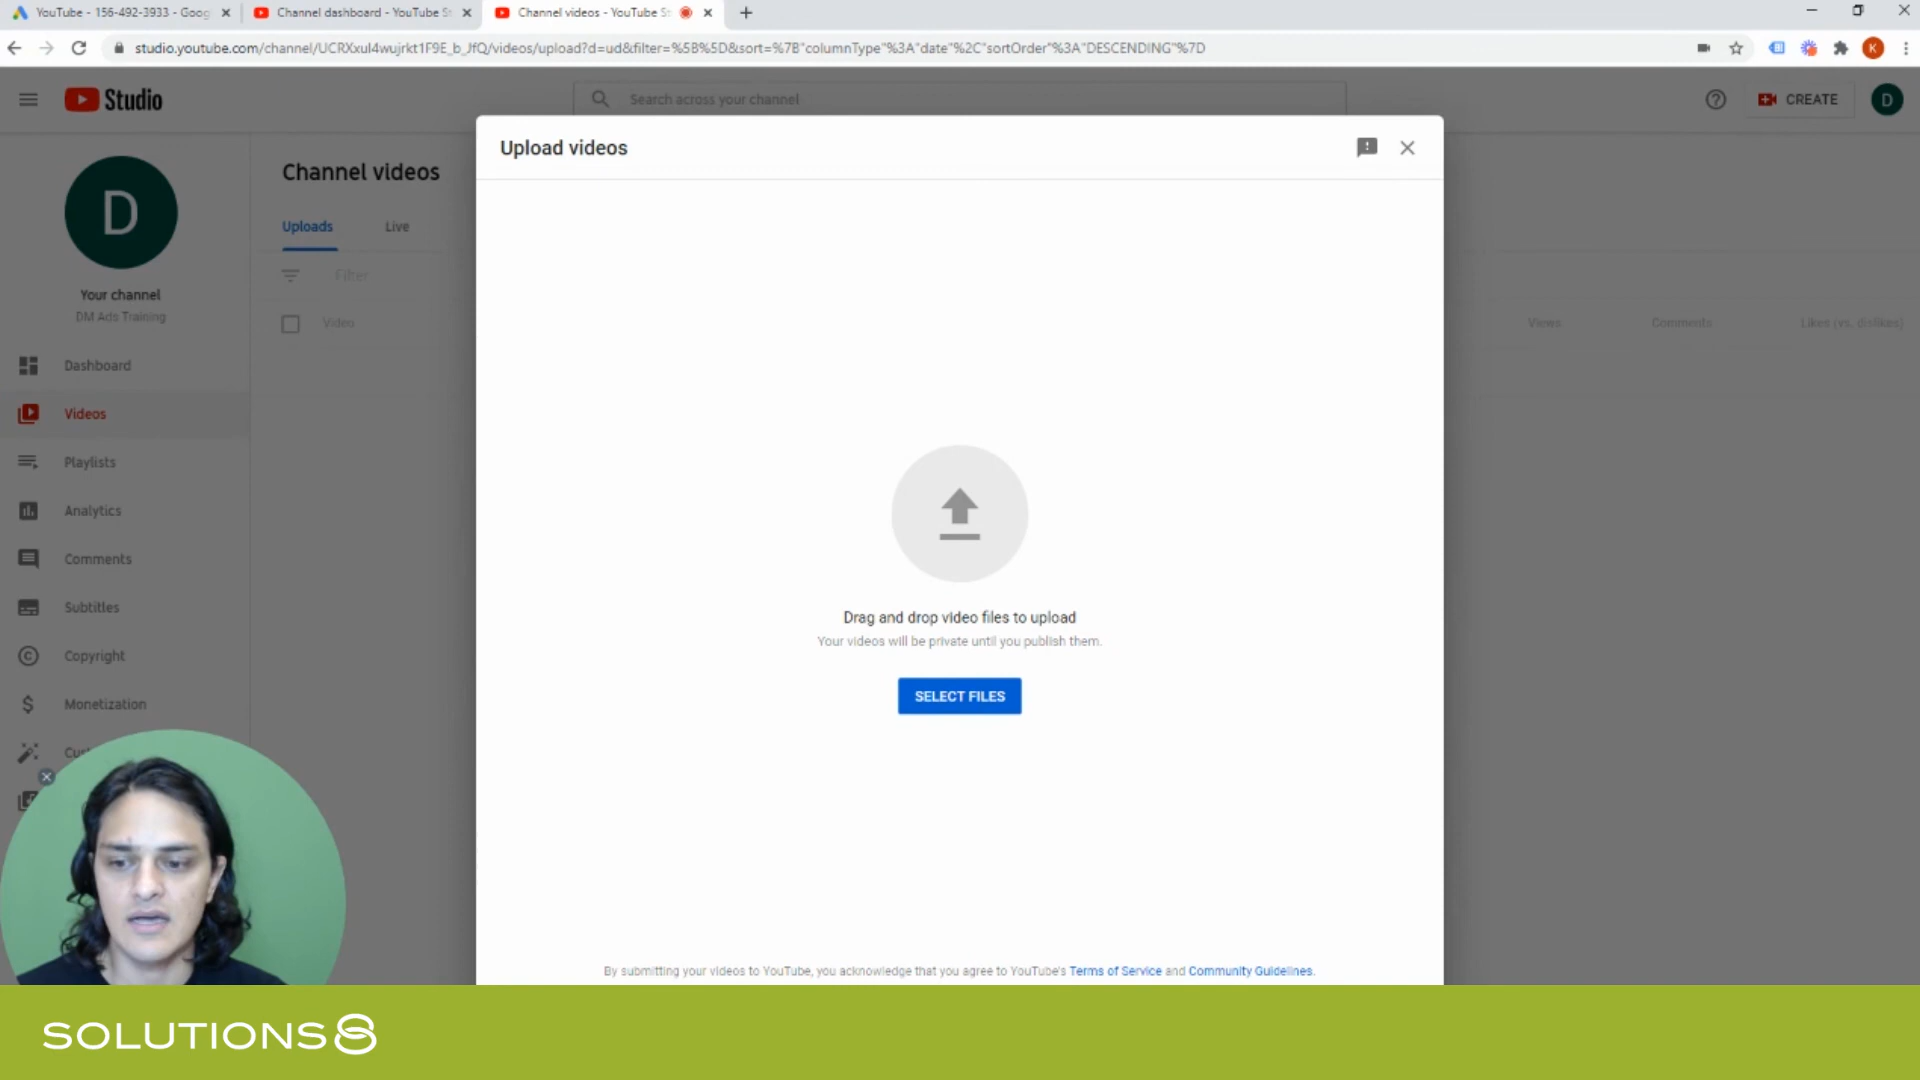 YouTube - 156-492-3933 - Goog
Channel dashboard - YouTube St
Channel videos - YouTube St
studio.youtube.com/channel/UCRXxul4wujrkt1F9E_b_JfQ/videos/upload?d=ud&filter=%5B%5D&sort=%7B"columnType"%3A"date"%2C"sortOrder"%3A"DESCENDING"%7D
K
Studio
Search across your channel
CREATE
D
Upload videos
D
Your channel
DM Ads Training
Dashboard
Videos
Playlists
Analytics
Comments
Subtitles
Copyright
Monetization
Channel videos
Uploads
Live
Filter
Video
Views
Comments
Likes (vs. dislikes)
Drag and drop video files to upload
Your videos will be private until you publish them.
SELECT FILES
By submitting your videos to YouTube, you acknowledge that you agree to YouTube's Terms of Service and Community Guidelines.
SOLUTIONS8